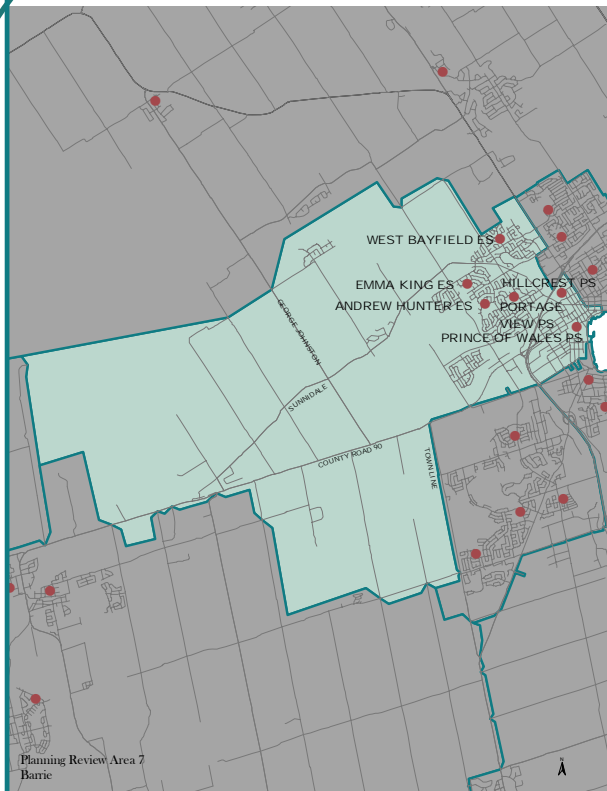 WEST BAYFIELD ES
EMMA KING ES
HILLCREST PS
ANDREW HUNTER ES
PORTAGE
VIEW PS
PRINCE OF WALES PS
GEORGE JOHNSTON
SUNNIDALE
COUNTY ROAD 90
TOWN LINE
Planning Review Area 7
Barrie
N